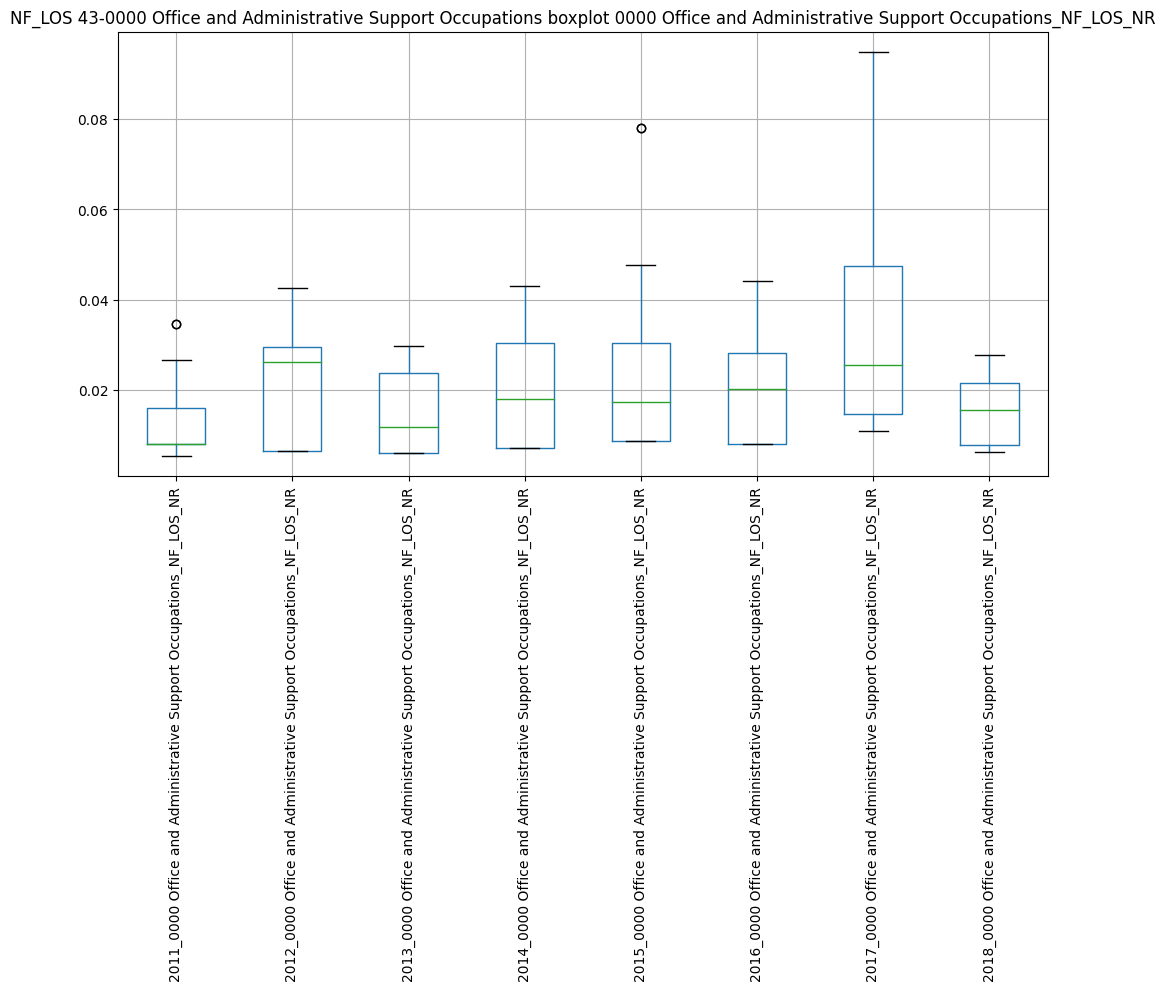 NF_LOS 43-0000 Office and Administrative Support Occupations boxplot 0000 Office and Administrative Support Occupations_NF_LOS_NR
0.08
0.06
0.04
0.02
2011_0000 Office and Administrative Support Occupations_NF_LOS_NR
2012_0000 Office and Administrative Support Occupations_NF_LOS_NR
2013_0000 Office and Administrative Support Occupations_NF_LOS_NR
2014_0000 Office and Administrative Support Occupations_NF_LOS_NR
2015_0000 Office and Administrative Support Occupations_NF_LOS_NR
2016_0000 Office and Administrative Support Occupations_NF_LOS_NR
2017_0000 Office and Administrative Support Occupations_NF_LOS_NR
2018_0000 Office and Administrative Support Occupations_NF_LOS_NR